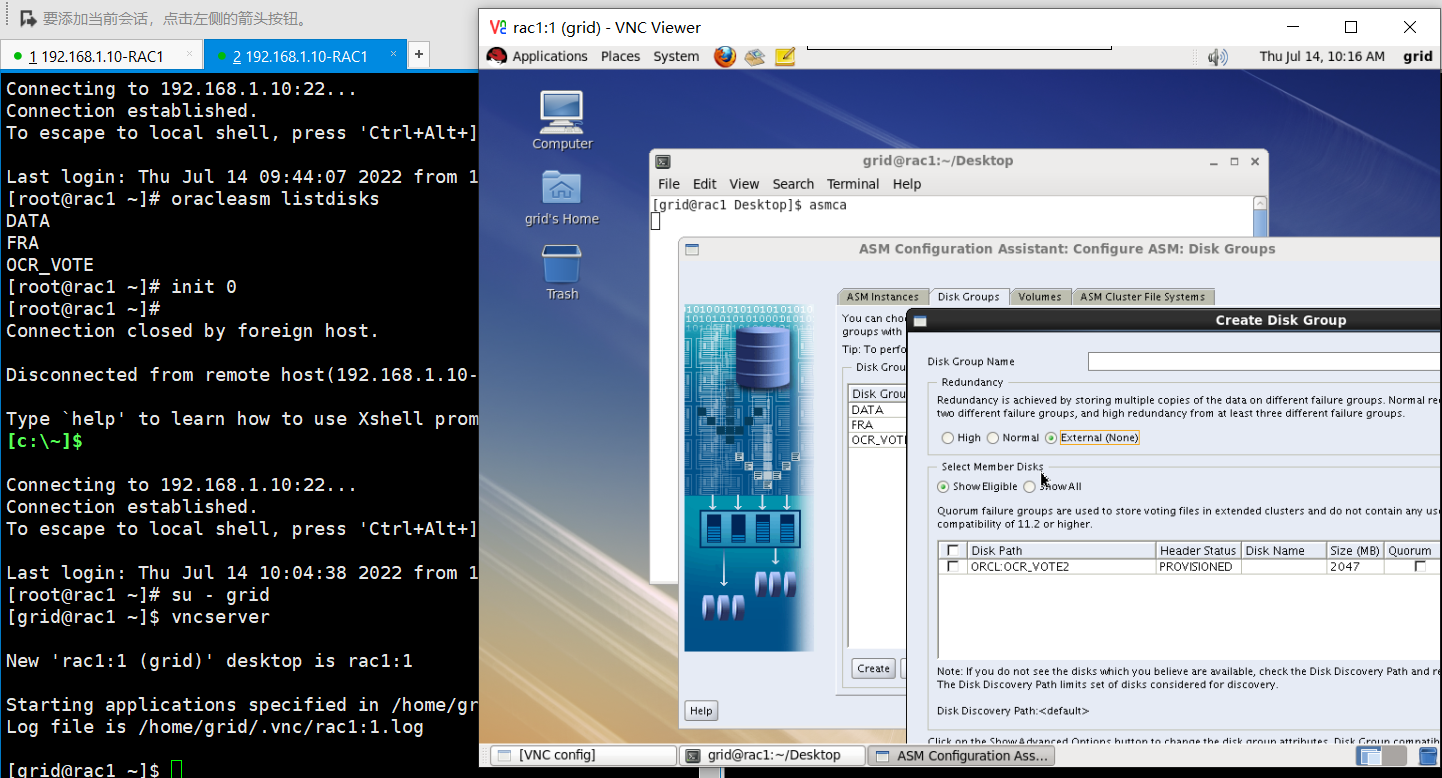 要添加当前会话，点击左侧的箭头按钮。
1 192.168.1.10-RAC1
2 192.168.1.10-RAC1
Connecting to 192.168.1.10:22...
Connection established.
To escape to local shell, press 'Ctrl+Alt+]
Last login: Thu Jul 14 09:44:07 2022 from 1
[root@rac1 ~]# oracleasm listdisks
DATA
FRA
OCR_VOTE
[root@rac1 ~]# init 0
[root@rac1 ~]#
Connection closed by foreign host.
Disconnected from remote host(192.168.1.10-
Type `help' to learn how to use Xshell prom
[c:\~]$
Connecting to 192.168.1.10:22...
Connection established.
To escape to local shell, press 'Ctrl+Alt+]
Last login: Thu Jul 14 10:04:38 2022 from 1
[root@rac1 ~]# su - grid
[grid@rac1 ~]$ vncserver
New 'rac1:1 (grid)' desktop is rac1:1
Starting applications specified in /home/gr
Log file is /home/grid/.vnc/rac1:1.log
[grid@rac1 ~]$
rac1:1 (grid) - VNC Viewer
Applications Places System
Thu Jul 14, 10:16 AM grid
Computer
grid's Home
Trash
grid@rac1:~/Desktop
File Edit View Search Terminal Help
[grid@rac1 Desktop]$ asmca
ASM Configuration Assistant: Configure ASM: Disk Groups
ASM Instances Disk Groups Volumes ASM Cluster File Systems
You can choo
groups with
Tip: To perfo
Disk Grou
Disk Grou
DATA
FRA
OCR_VOTE
Create
Help
Create Disk Group
Disk Group Name
Redundancy
Redundancy is achieved by storing multiple copies of the data on different failure groups. Normal re
two different failure groups, and high redundancy from at least three different failure groups.
High Normal External (None)
Select Member Disks
Show Eligible Show All
Quorum failure groups are used to store voting files in extended clusters and do not contain any use
compatibility of 11.2 or higher.
Disk Path Header Status Disk Name Size (MB) Quorum
ORCL:OCR_VOTE2 PROVISIONED 2047
Note: If you do not see the disks which you believe are available, check the Disk Discovery Path and re
The Disk Discovery Path limits set of disks considered for discovery.
Disk Discovery Path:<default>
Click on the Show Advanced Options button to change the disk group attributes. Disk Group compatib
[VNC config]
grid@rac1:~/Desktop
ASM Configuration Ass...